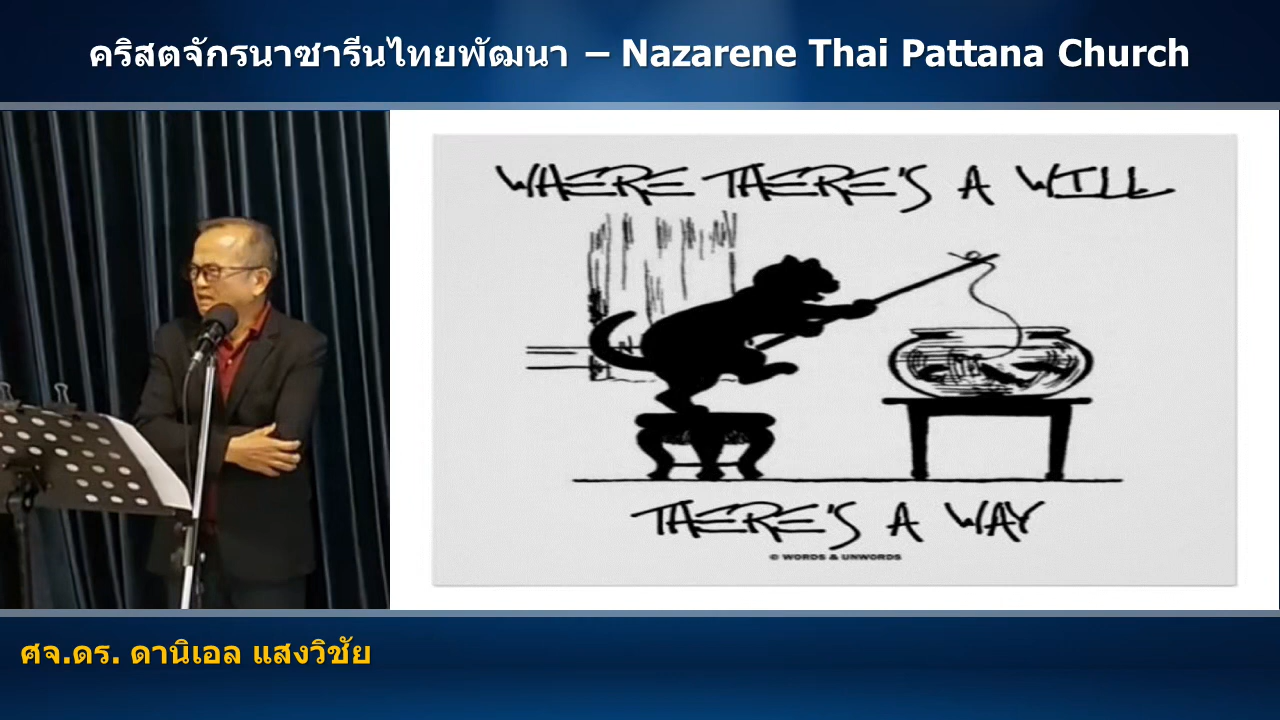 คริสตจักรนาซารีนไทยพัฒนา – Nazarene Thai Pattana Church
WHERE THERE'S A WILL
THERE'S A WAY
© WORDS & UNWORDS
ศจ.ดร. ดานิเอล แสงวิชัย